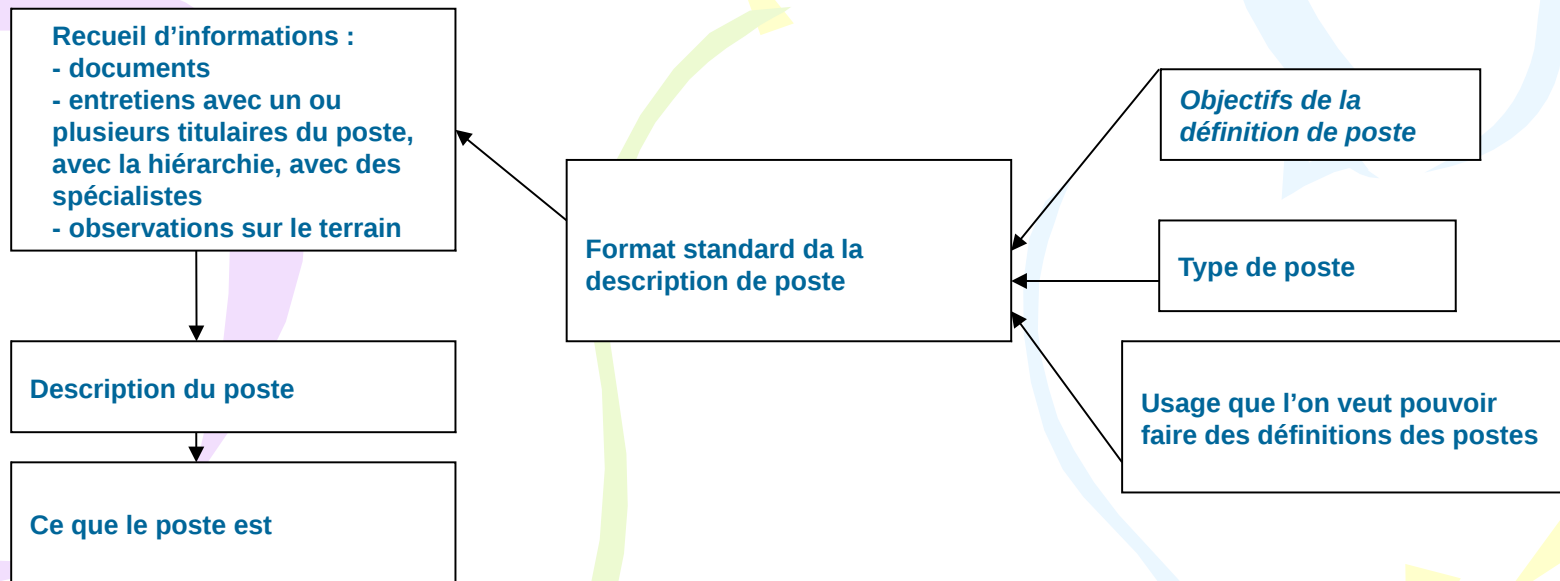 Recueil d’informations :
- documents
- entretiens avec un ou
plusieurs titulaires du poste,
avec la hiérarchie, avec des
spécialistes
- observations sur le terrain
Description du poste
Ce que le poste est
Format standard da la
description de poste
Objectifs de la
définition de poste
Type de poste
Usage que l’on veut pouvoir
faire des définitions des postes